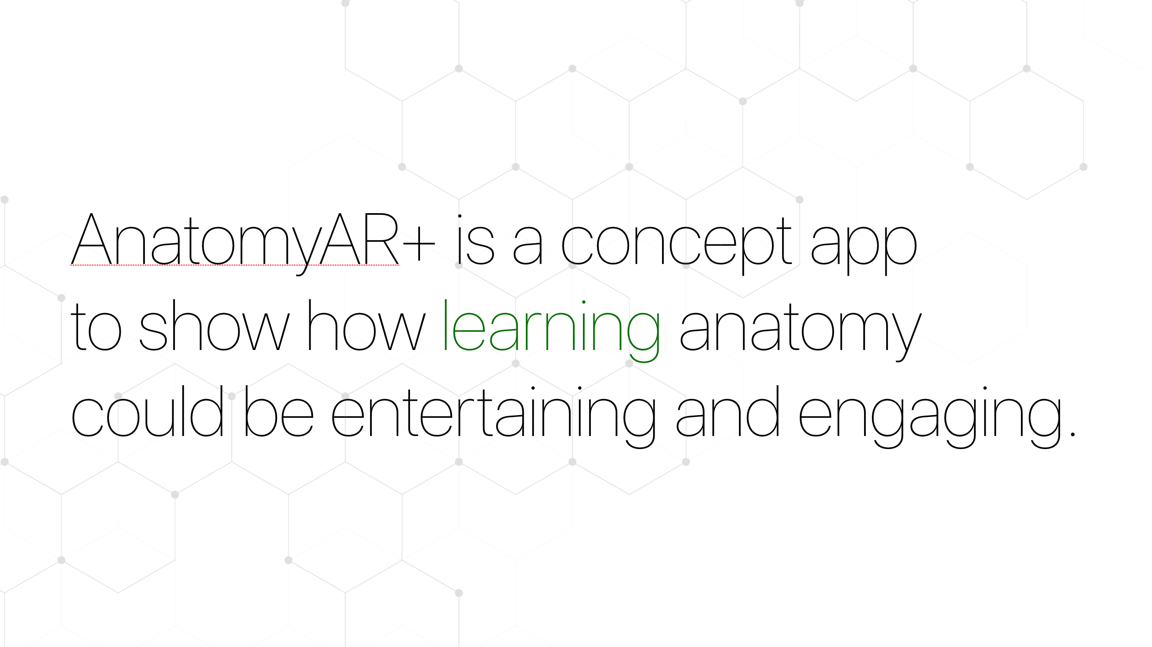 AnatomyAR+ is a concept app
to show how learning anatomy
could be entertaining and engaging.